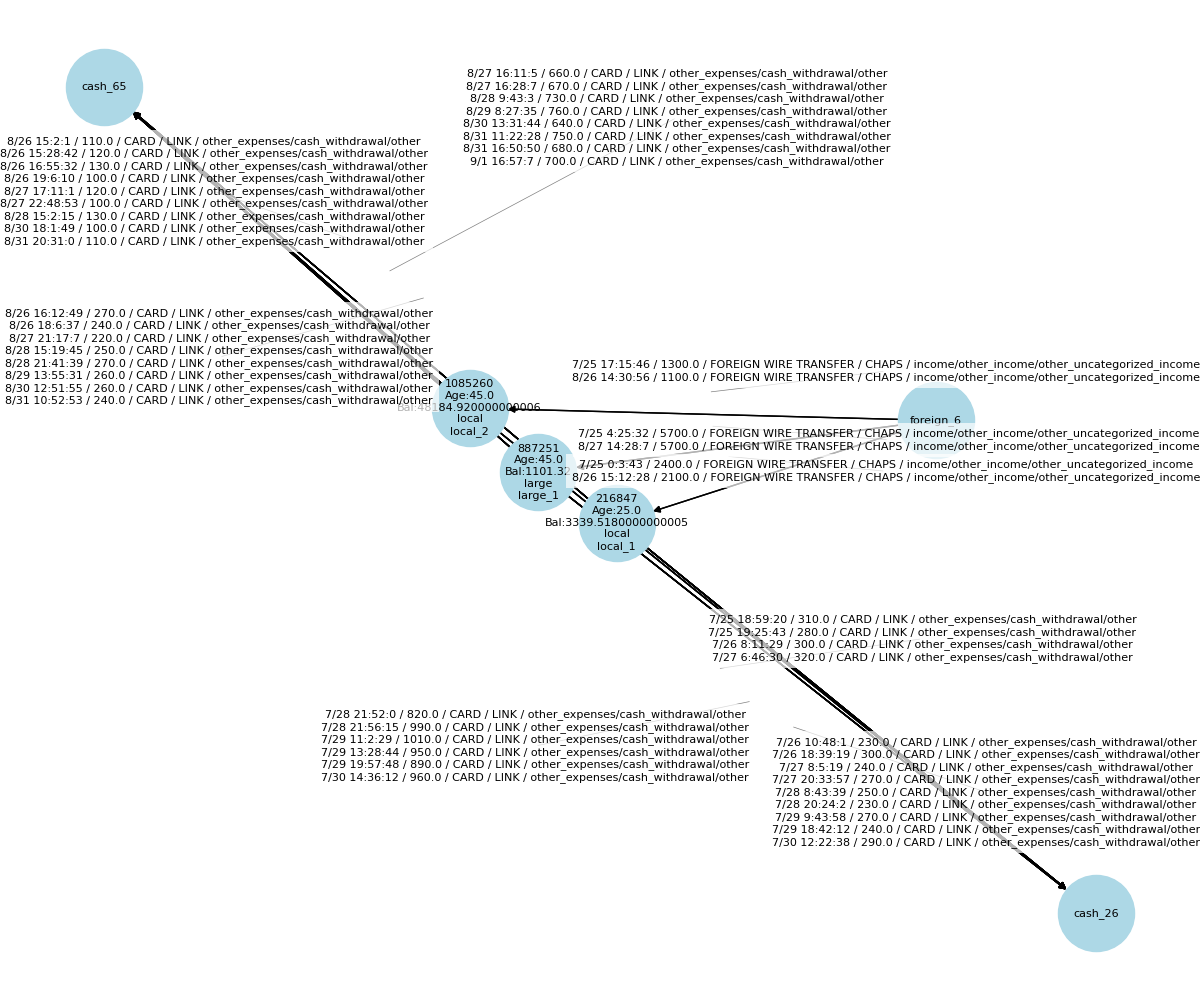 cash_65
8/27 16:11:5 / 660.0 / CARD / LINK / other_expenses/cash_withdrawal/other
8/27 16:28:7 / 670.0 / CARD / LINK / other_expenses/cash_withdrawal/other
8/28 9:43:3 / 730.0 / CARD / LINK / other_expenses/cash_withdrawal/other
8/29 8:27:35 / 760.0 / CARD / LINK / other_expenses/cash_withdrawal/other
8/30 13:31:44 / 640.0 / CARD / LINK / other_expenses/cash_withdrawal/other
8/31 11:22:28 / 750.0 / CARD / LINK / other_expenses/cash_withdrawal/other
8/31 16:50:50 / 680.0 / CARD / LINK / other_expenses/cash_withdrawal/other
9/1 16:57:7 / 700.0 / CARD / LINK / other_expenses/cash_withdrawal/other
8/26 15:2:1 / 110.0 / CARD / LINK / other_expenses/cash_withdrawal/other
8/26 15:28:42 / 120.0 / CARD / LINK / other_expenses/cash_withdrawal/other
8/26 16:55:32 / 130.0 / CARD / LINK / other_expenses/cash_withdrawal/other
8/26 19:6:10 / 100.0 / CARD / LINK / other_expenses/cash_withdrawal/other
8/27 17:11:1 / 120.0 / CARD / LINK / other_expenses/cash_withdrawal/other
8/27 22:48:53 / 100.0 / CARD / LINK / other_expenses/cash_withdrawal/other
8/28 15:2:15 / 130.0 / CARD / LINK / other_expenses/cash_withdrawal/other
8/30 18:1:49 / 100.0 / CARD / LINK / other_expenses/cash_withdrawal/other
8/31 20:31:0 / 110.0 / CARD / LINK / other_expenses/cash_withdrawal/other
8/26 16:12:49 / 270.0 / CARD / LINK / other_expenses/cash_withdrawal/other
8/26 18:6:37 / 240.0 / CARD / LINK / other_expenses/cash_withdrawal/other
8/27 21:17:7 / 220.0 / CARD / LINK / other_expenses/cash_withdrawal/other
8/28 15:19:45 / 250.0 / CARD / LINK / other_expenses/cash_withdrawal/other
8/28 21:41:39 / 270.0 / CARD / LINK / other_expenses/cash_withdrawal/other
8/29 13:55:31 / 260.0 / CARD / LINK / other_expenses/cash_withdrawal/other
8/30 12:51:55 / 260.0 / CARD / LINK / other_expenses/cash_withdrawal/other
8/31 10:52:53 / 240.0 / CARD / LINK / other_expenses/cash_withdrawal/other
7/25 17:15:46 / 1300.0 / FOREIGN WIRE TRANSFER / CHAPS / income/other_income/other_uncategorized_income
8/26 14:30:56 / 1100.0 / FOREIGN WIRE TRANSFER / CHAPS / income/other_income/other_uncategorized_income
1085260
Age:45.0
local
local_2
foreign_6
7/25 4:25:32 / 5700.0 / FOREIGN WIRE TRANSFER / CHAPS / income/other_income/other_uncategorized_income
8/27 14:28:7 / 5700.0 / FOREIGN WIRE TRANSFER / CHAPS / income/other_income/other_uncategorized_income
887251
Age:45.0
Bal:1101.32
large
large_1
7/25 0:3:43 / 2400.0 / FOREIGN WIRE TRANSFER / CHAPS / income/other_income/other_uncategorized_income
8/26 15:12:28 / 2100.0 / FOREIGN WIRE TRANSFER / CHAPS / income/other_income/other_uncategorized_income
216847
Age:25.0
Bal:3339.5180000000005
local
local_1
7/25 18:59:20 / 310.0 / CARD / LINK / other_expenses/cash_withdrawal/other
7/25 19:25:43 / 280.0 / CARD / LINK / other_expenses/cash_withdrawal/other
7/26 8:11:29 / 300.0 / CARD / LINK / other_expenses/cash_withdrawal/other
7/27 6:46:30 / 320.0 / CARD / LINK / other_expenses/cash_withdrawal/other
7/28 21:52:0 / 820.0 / CARD / LINK / other_expenses/cash_withdrawal/other
7/28 21:56:15 / 990.0 / CARD / LINK / other_expenses/cash_withdrawal/other
7/29 11:2:29 / 1010.0 / CARD / LINK / other_expenses/cash_withdrawal/other
7/29 13:28:44 / 950.0 / CARD / LINK / other_expenses/cash_withdrawal/other
7/29 19:57:48 / 890.0 / CARD / LINK / other_expenses/cash_withdrawal/other
7/30 14:36:12 / 960.0 / CARD / LINK / other_expenses/cash_withdrawal/other
7/26 10:48:1 / 230.0 / CARD / LINK / other_expenses/cash_withdrawal/other
7/26 18:39:19 / 300.0 / CARD / LINK / other_expenses/cash_withdrawal/other
7/27 8:5:19 / 240.0 / CARD / LINK / other_expenses/cash_withdrawal/other
7/27 20:33:57 / 270.0 / CARD / LINK / other_expenses/cash_withdrawal/other
7/28 8:43:39 / 250.0 / CARD / LINK / other_expenses/cash_withdrawal/other
7/28 20:24:2 / 230.0 / CARD / LINK / other_expenses/cash_withdrawal/other
7/29 9:43:58 / 270.0 / CARD / LINK / other_expenses/cash_withdrawal/other
7/29 18:42:12 / 240.0 / CARD / LINK / other_expenses/cash_withdrawal/other
7/30 12:22:38 / 290.0 / CARD / LINK / other_expenses/cash_withdrawal/other
cash_26